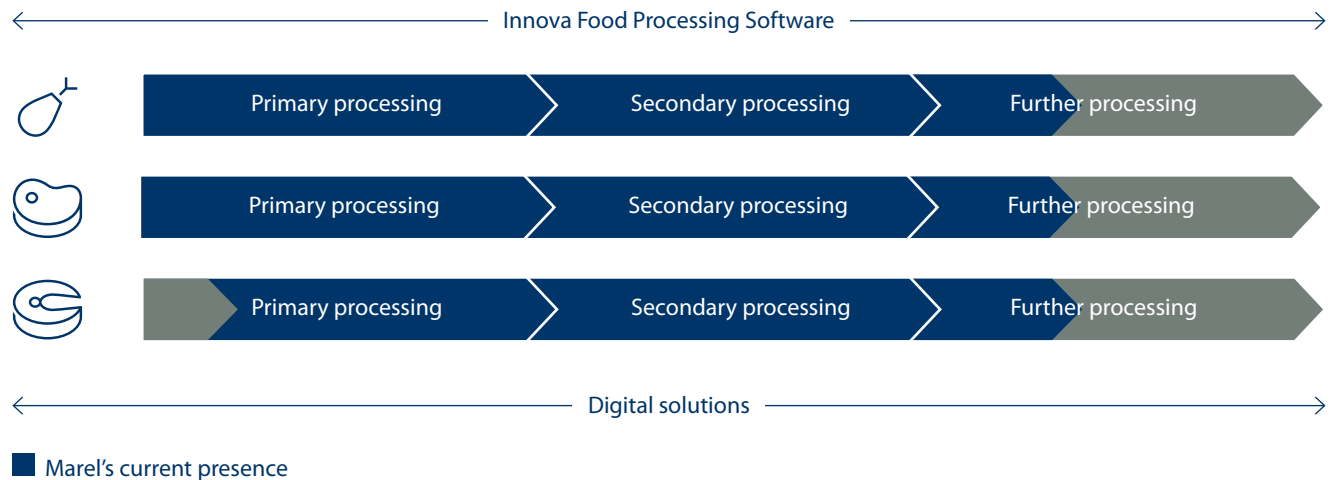 Innova Food Processing Software
Primary processing Secondary processing Further processing
Primary processing Secondary processing Further processing
Primary processing Secondary processing Further processing
Digital solutions
Marel's current presence